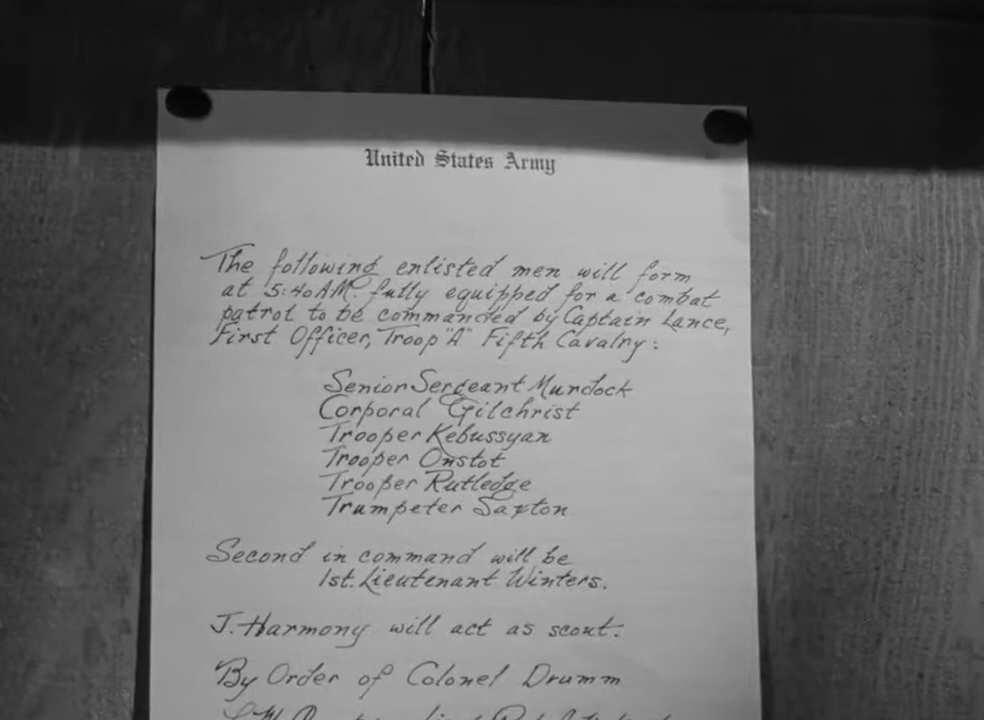 United States Army
The following enlisted men will form
at 5:40 A.M. fully equipped for a combat
patrol to be commanded by Captain Lance,
First Officer, Troop "A" Fifth Cavalry:
Senior Sergeant Murdock
Corporal Gilchrist
Trooper Kebussyan
Trooper Onstot
Trooper Rutledge
Trumpeter Saxton
Second in command will be
1st. Lieutenant Winters.
J. Harmony will act as scout.
By Order of Colonel Drumm